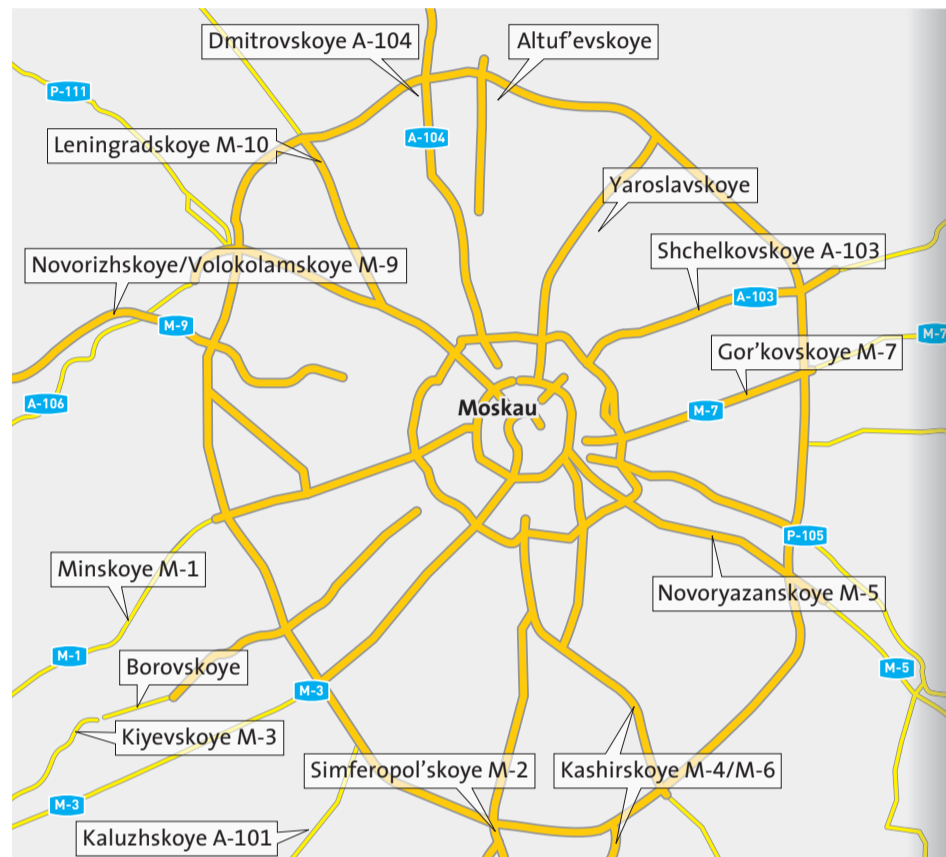 Dmitrovskoye A-104
Altuf'evskoye
P-111
A-104
Leningradskoye M-10
Yaroslavskoye
Shchelkovskoye A-103
Novorizhskoye/Volokolamskoye M-9
A-103
M-9
M-7
Gor'kovskoye M-7
A-106
M-7
Moskau
P-105
Minskoye M-1
Novoryazanskoye M-5
M-1
Borovskoye
M-5
M-3
Kiyevskoye M-3
Simferopol'skoye M-2
Kashirskoye M-4/M-6
M-3
Kaluzhskoye A-101